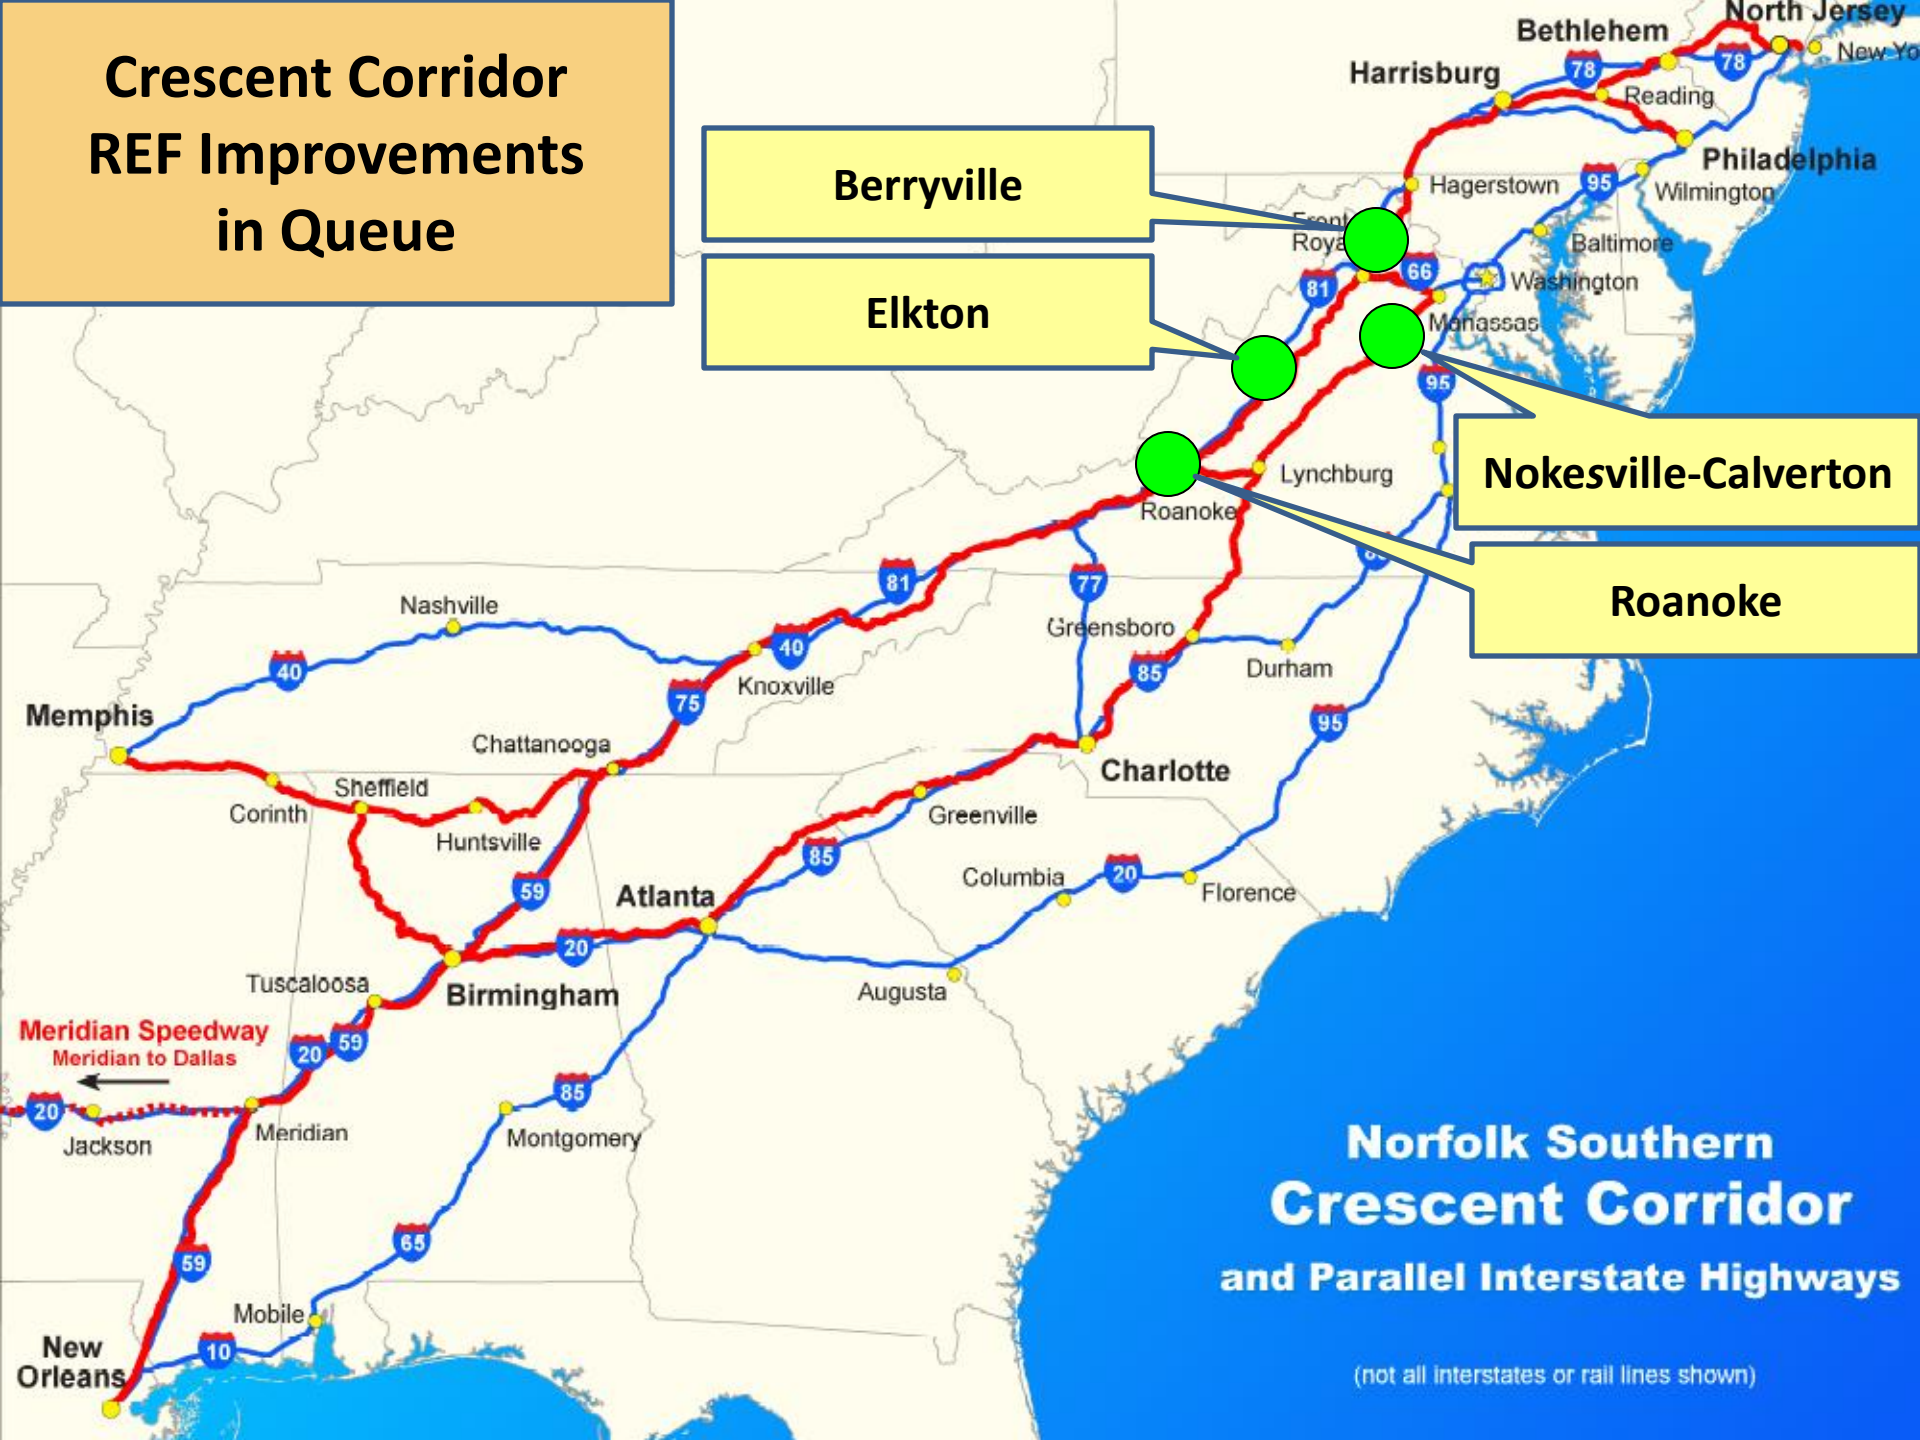 Crescent Corridor
REF Improvements
in Queue
North Jersey
Bethlehem
New Yo
78
78
Harrisburg
Reading
Berryville
Philadelphia
Hagerstown
95
Wilmington
Front
Roya
Baltimore
66
Washington
81
Elkton
Manassas
95
Nokesville-Calverton
Lynchburg
Roanoke
81
77
Roanoke
Nashville
Greensboro
40
40
Durham
85
Knoxville
75
95
Memphis
Chattanooga
Charlotte
Sheffield
Corinth
Greenville
Huntsville
85
59
Atlanta
Columbia
20
Florence
20
Tuscaloosa
Birmingham
Augusta
Meridian Speedway
Meridian to Dallas
20
59
85
20
Jackson
Meridian
Montgomery
Norfolk Southern
Crescent Corridor
and Parallel Interstate Highways
65
59
Mobile
10
New
Orleans
(not all interstates or rail lines shown)